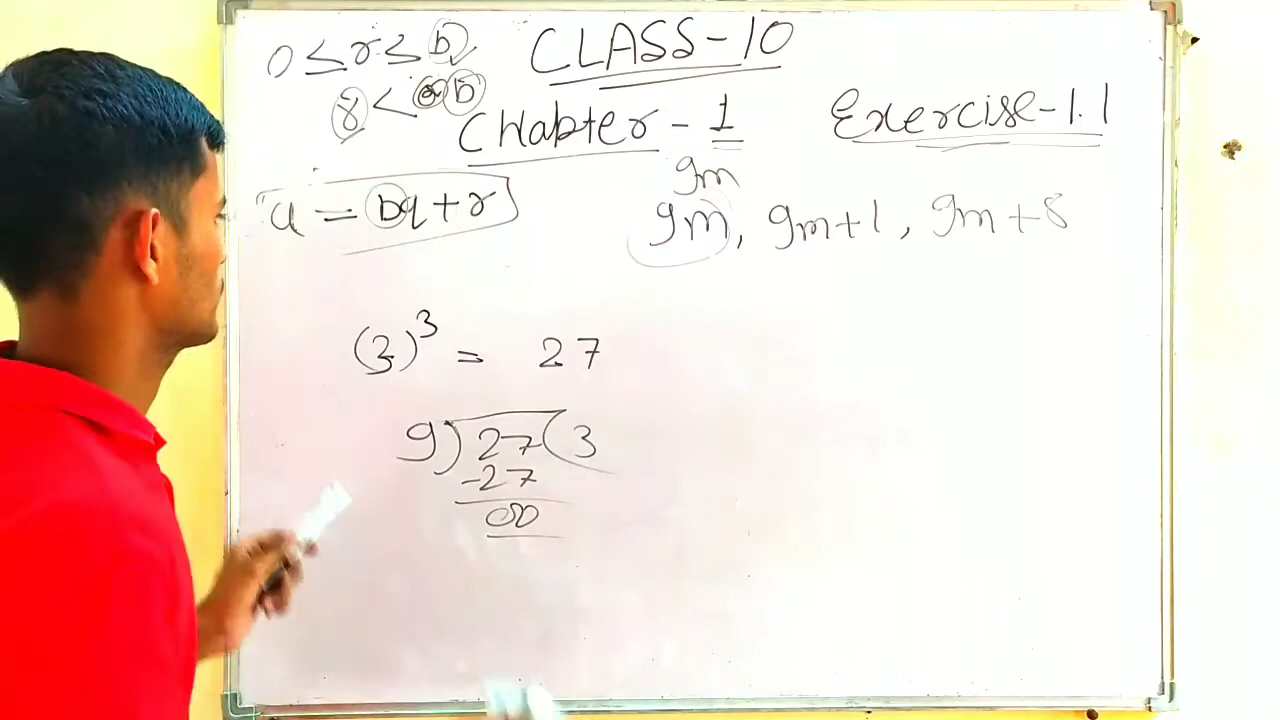 0 ≤ r ≤ b
CLASS-10
r < b
Chapter - 1
Exercise-1.1
9m
a = bq + r
9m, 9m+1, 9m+8
(3)³ = 27
9) 27 (3
-27
00